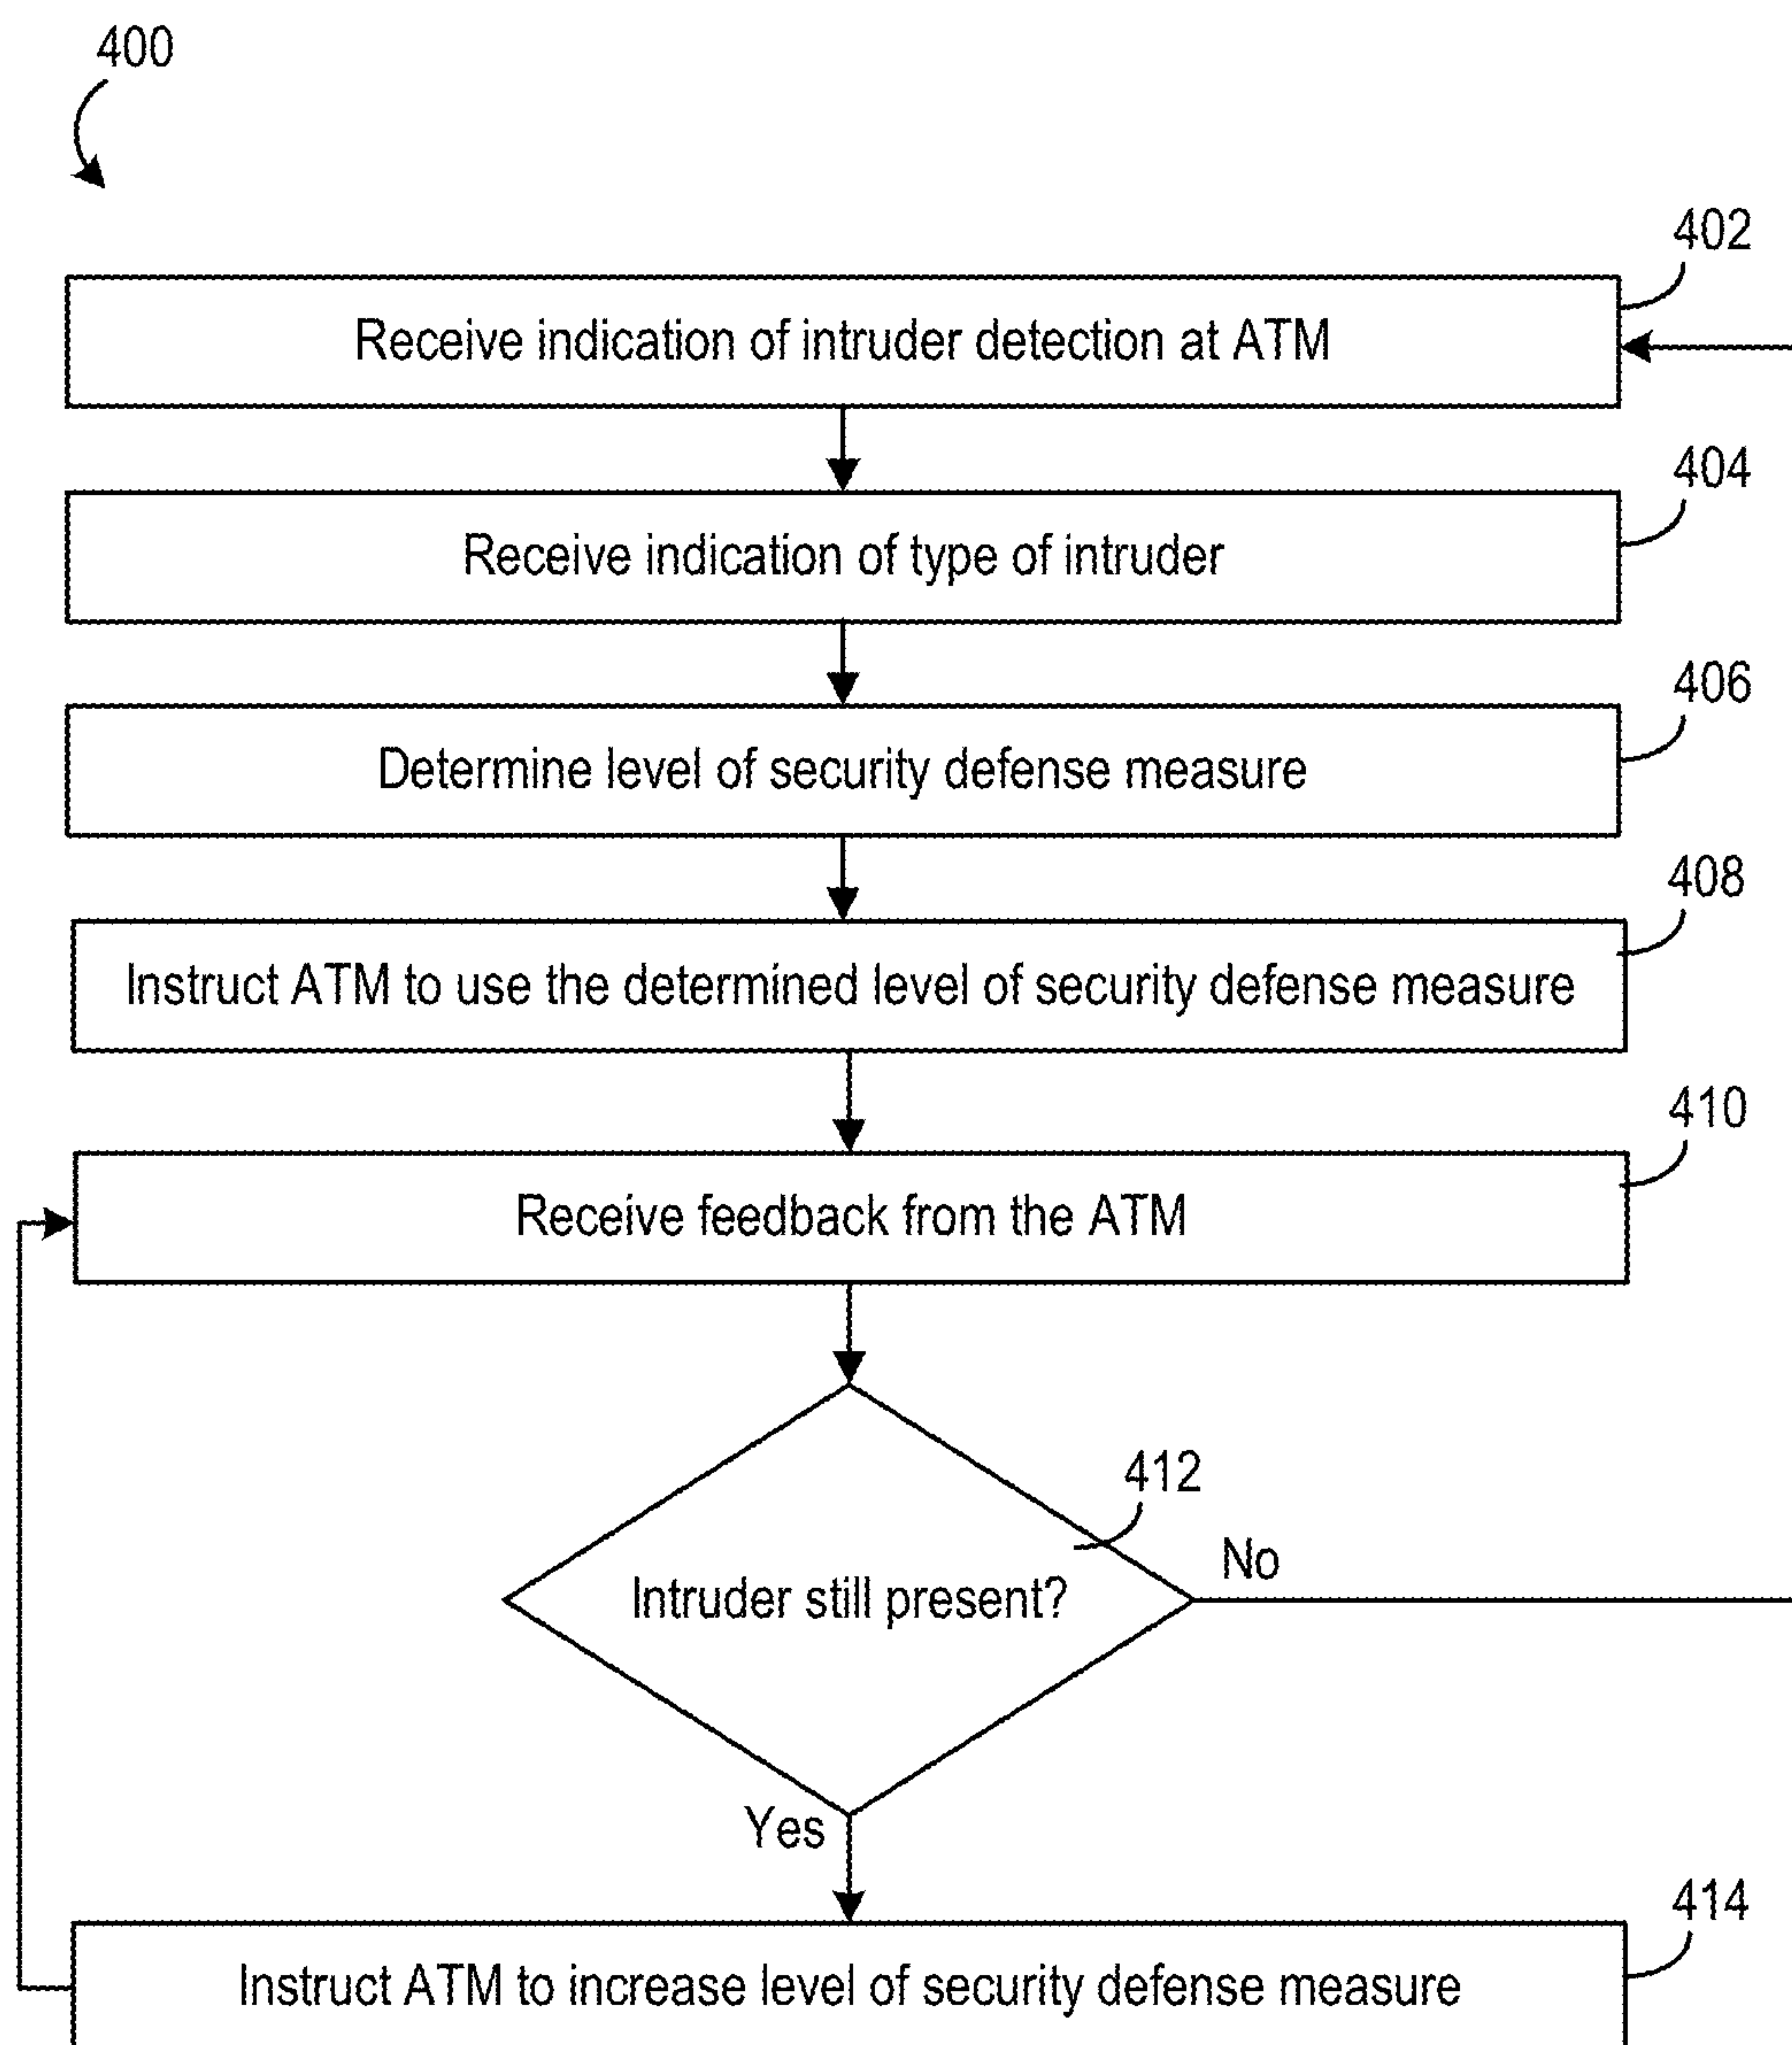 400
402
Receive indication of intruder detection at ATM
404
Receive indication of type of intruder
406
Determine level of security defense measure
408
Instruct ATM to use the determined level of security defense measure
410
Receive feedback from the ATM
412
No
Intruder still present?
Yes
414
Instruct ATM to increase level of security defense measure